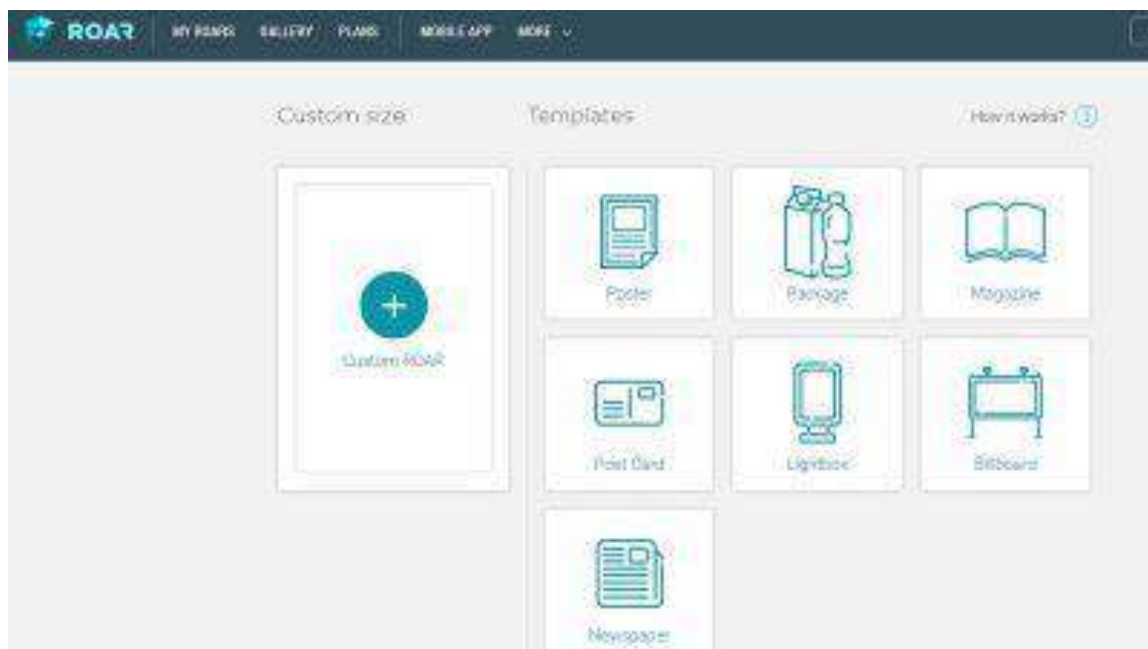 ROAR
MY ROARS
GALLERY
PLANS
MOBILE APP
MORE
Custom size
Templates
How it works?
Custom ROAR
Poster
Package
Magazine
Post Card
Lightbox
Billboard
Newspaper